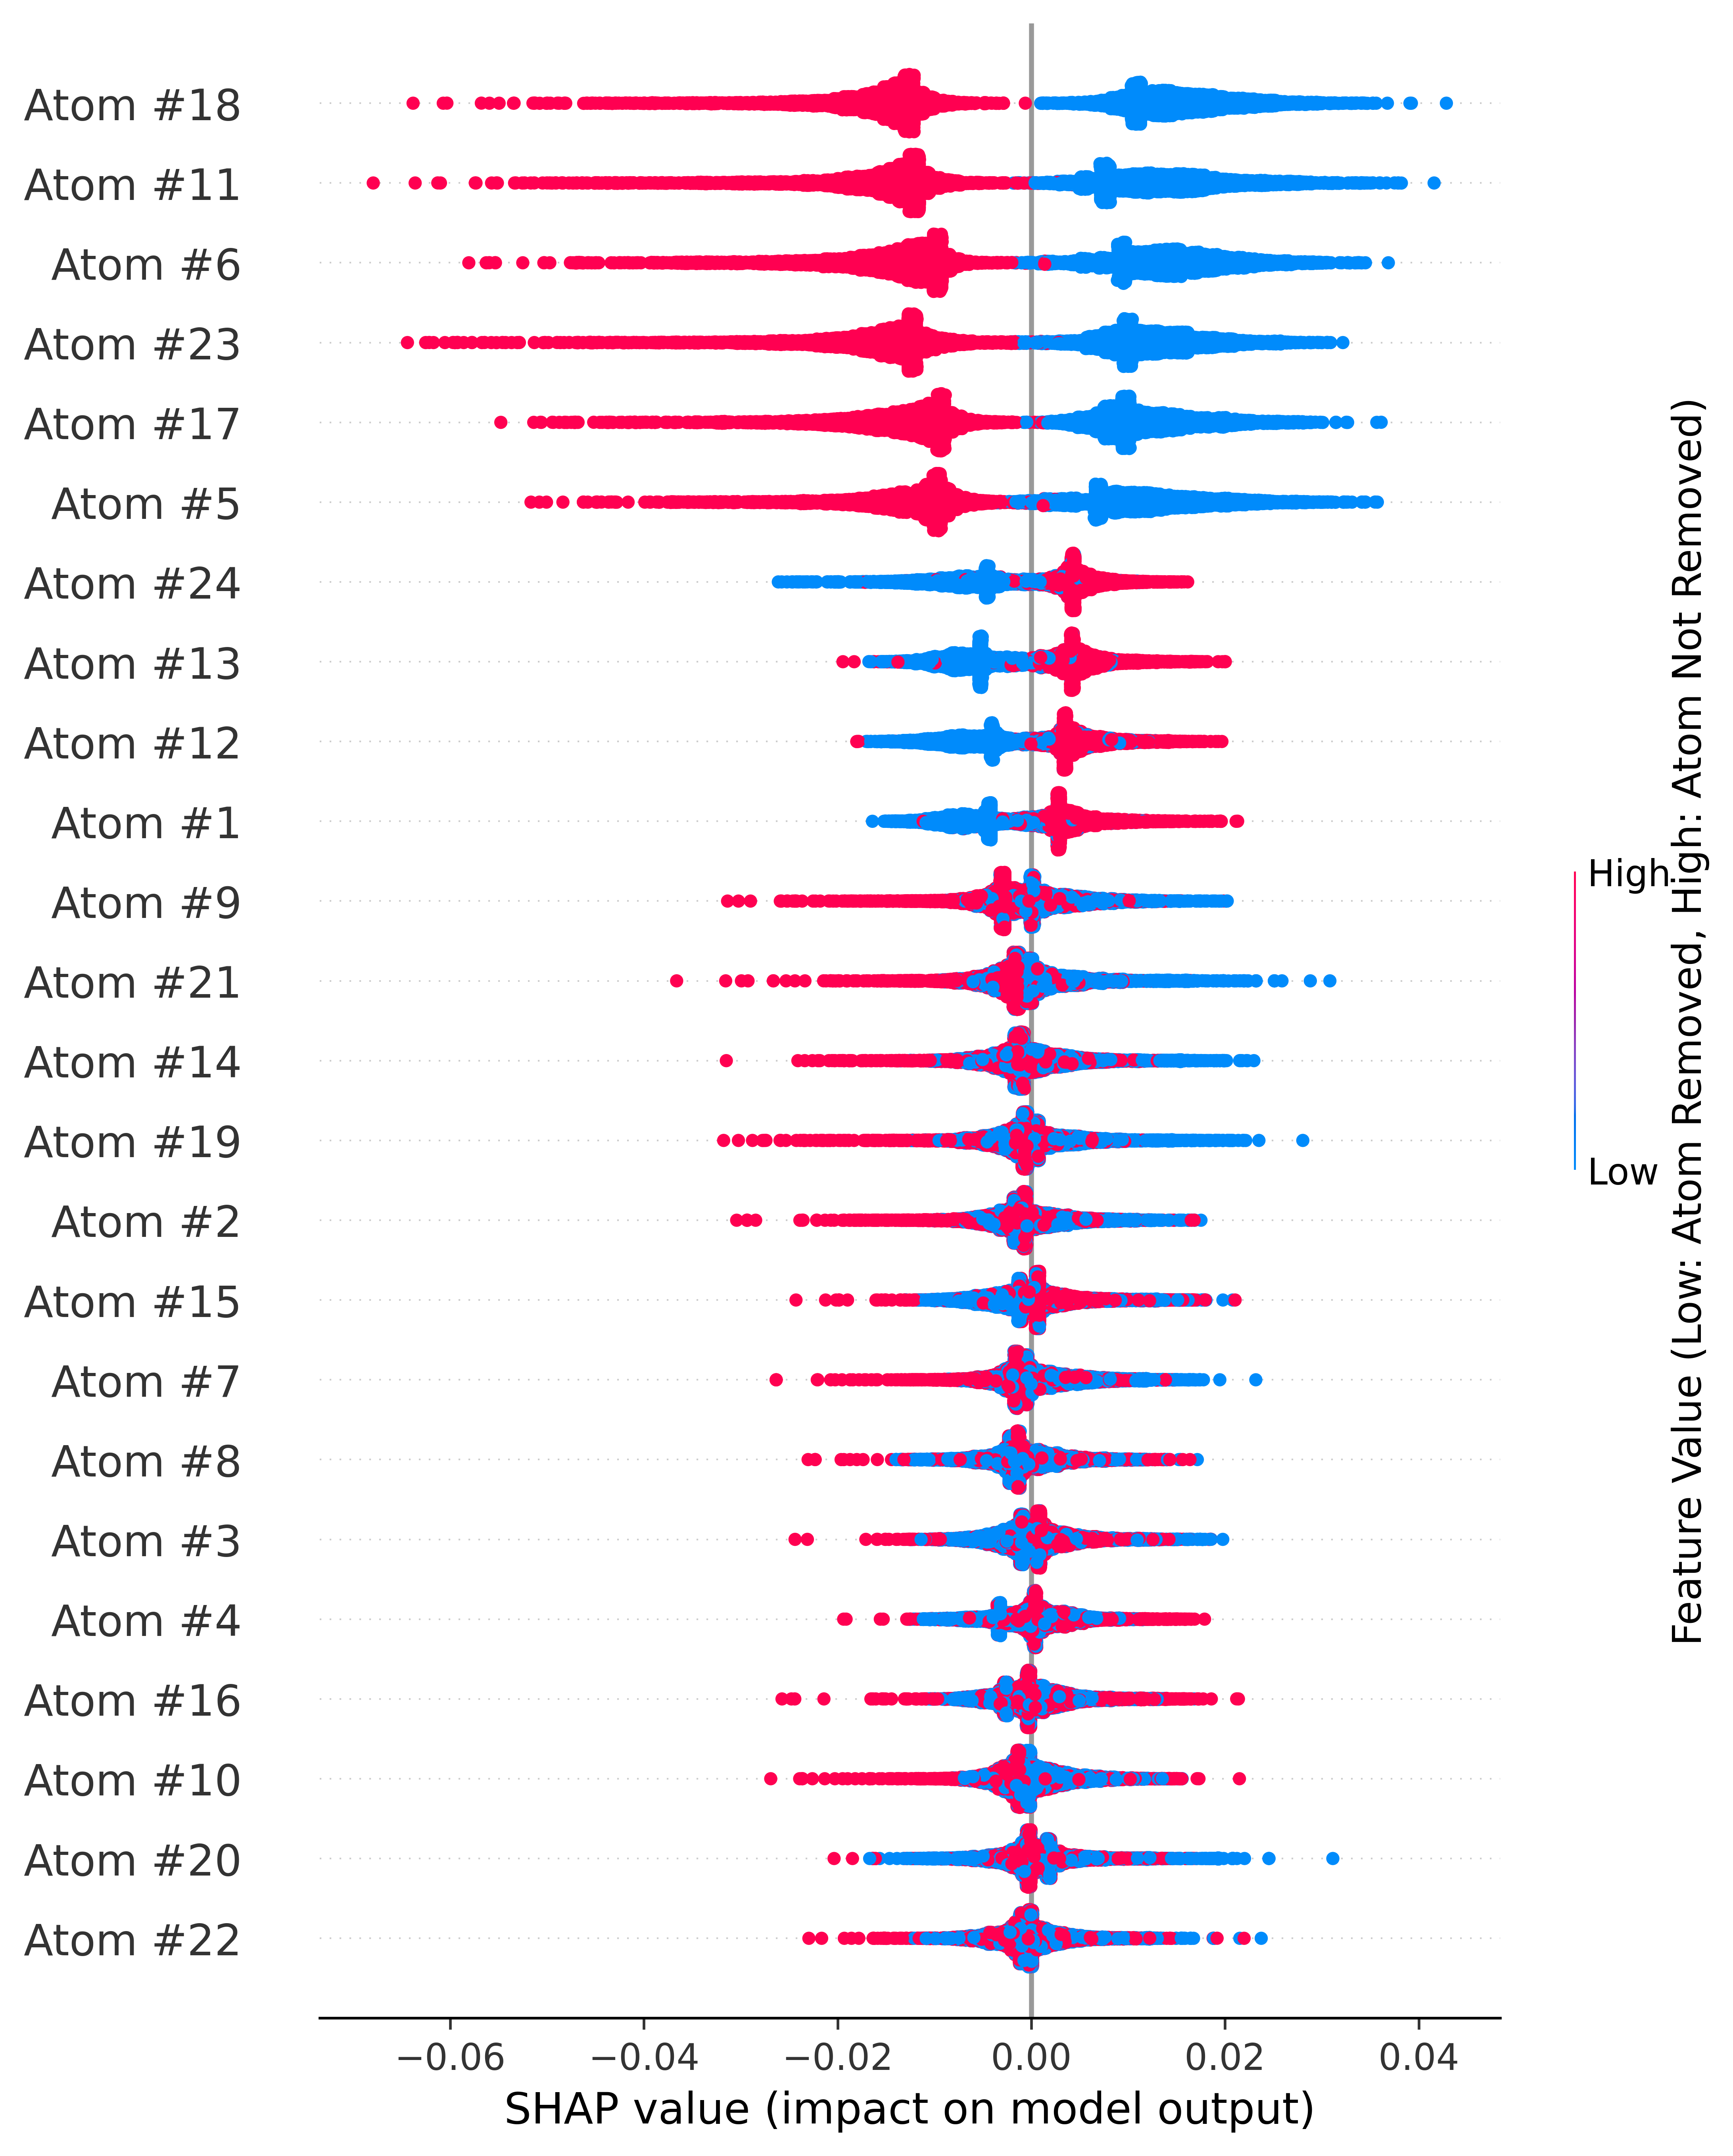 Atom #18
Atom #11
Atom #6
Atom #23
Atom #17
Atom #5
Atom #24
Atom #13
Atom #12
Atom #1
Atom #9
Atom #21
Atom #14
Atom #19
Atom #2
Atom #15
Atom #7
Atom #8
Atom #3
Atom #4
Atom #16
Atom #10
Atom #20
Atom #22
−0.06 −0.04 −0.02 0.00 0.02 0.04
SHAP value (impact on model output)
High
Low
Feature Value (Low: Atom Removed, High: Atom Not Removed)